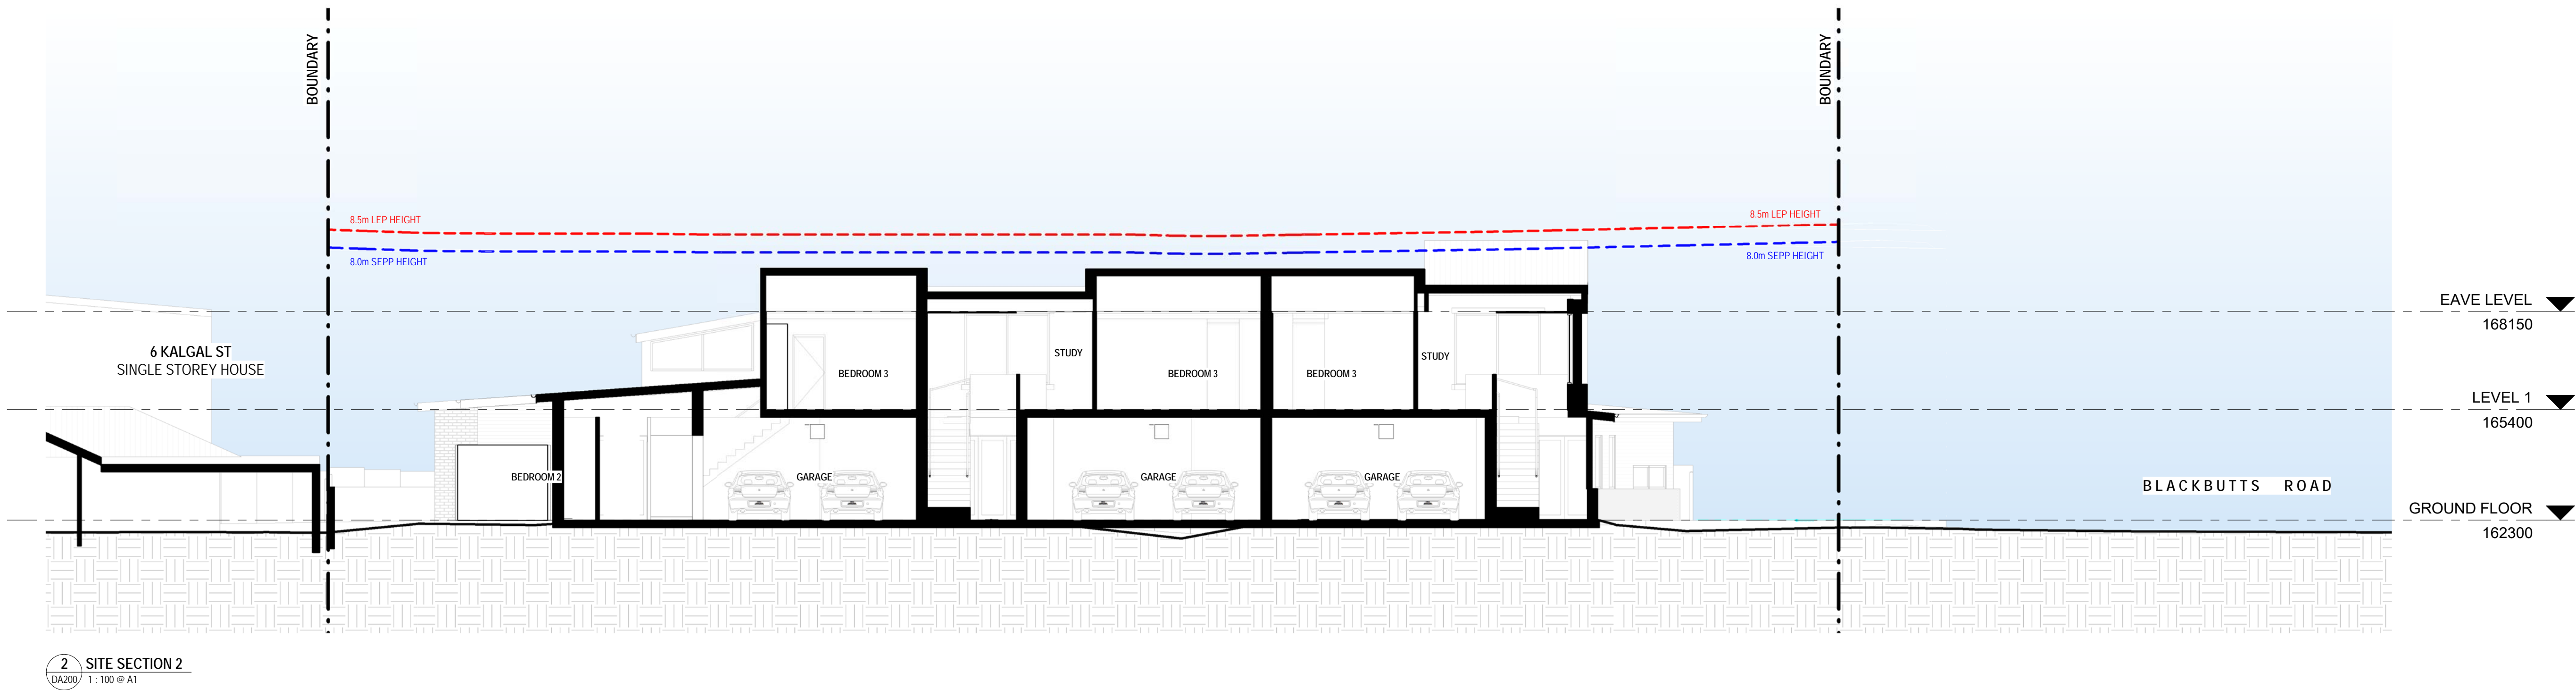 BOUNDARY
BOUNDARY
8.5m LEP HEIGHT
8.5m LEP HEIGHT
8.0m SEPP HEIGHT
8.0m SEPP HEIGHT
EAVE LEVEL
168150
6 KALGAL ST
SINGLE STOREY HOUSE
STUDY
STUDY
BEDROOM 3
BEDROOM 3
BEDROOM 3
LEVEL 1
165400
BEDROOM 2
GARAGE
GARAGE
GARAGE
BLACKBUTTS ROAD
GROUND FLOOR
162300
2
SITE SECTION 2
DA200
1 : 100 @ A1